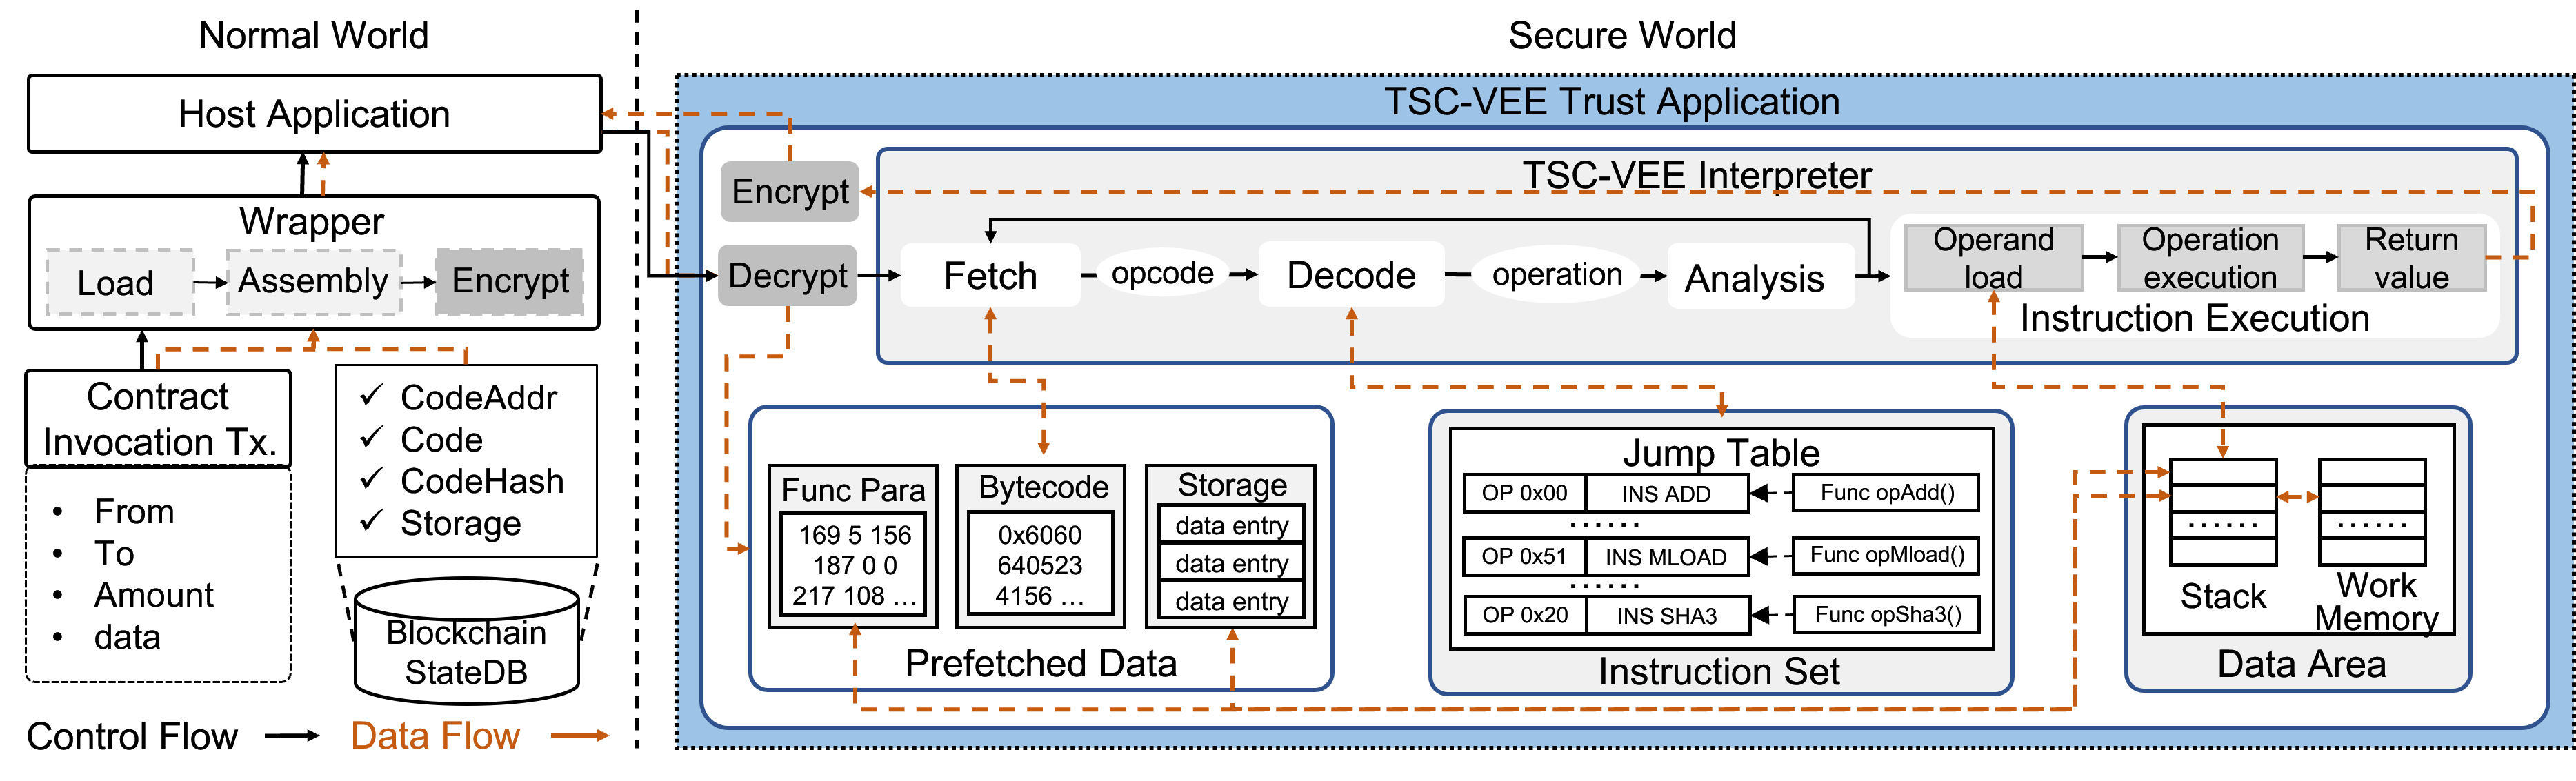 Normal World
Secure World
Host Application
Wrapper
Load
Assembly
Encrypt
Contract
Invocation Tx.
• From
• To
• Amount
• data
✓ CodeAddr
✓ Code
✓ CodeHash
✓ Storage
Blockchain
StateDB
Control Flow
Data Flow
TSC-VEE Trust Application
TSC-VEE Interpreter
Encrypt
Decrypt
Fetch
opcode
Decode
operation
Analysis
Operand
load
Operation
execution
Return
value
Instruction Execution
Func Para
169 5 156
187 0 0
217 108 ...
Bytecode
0x6060
640523
4156 ...
Storage
data entry
data entry
data entry
Prefetched Data
Jump Table
OP 0x00 INS ADD Func opAdd()
......
OP 0x51 INS MLOAD Func opMload()
......
OP 0x20 INS SHA3 Func opSha3()
Instruction Set
......
Stack
......
Work
Memory
Data Area